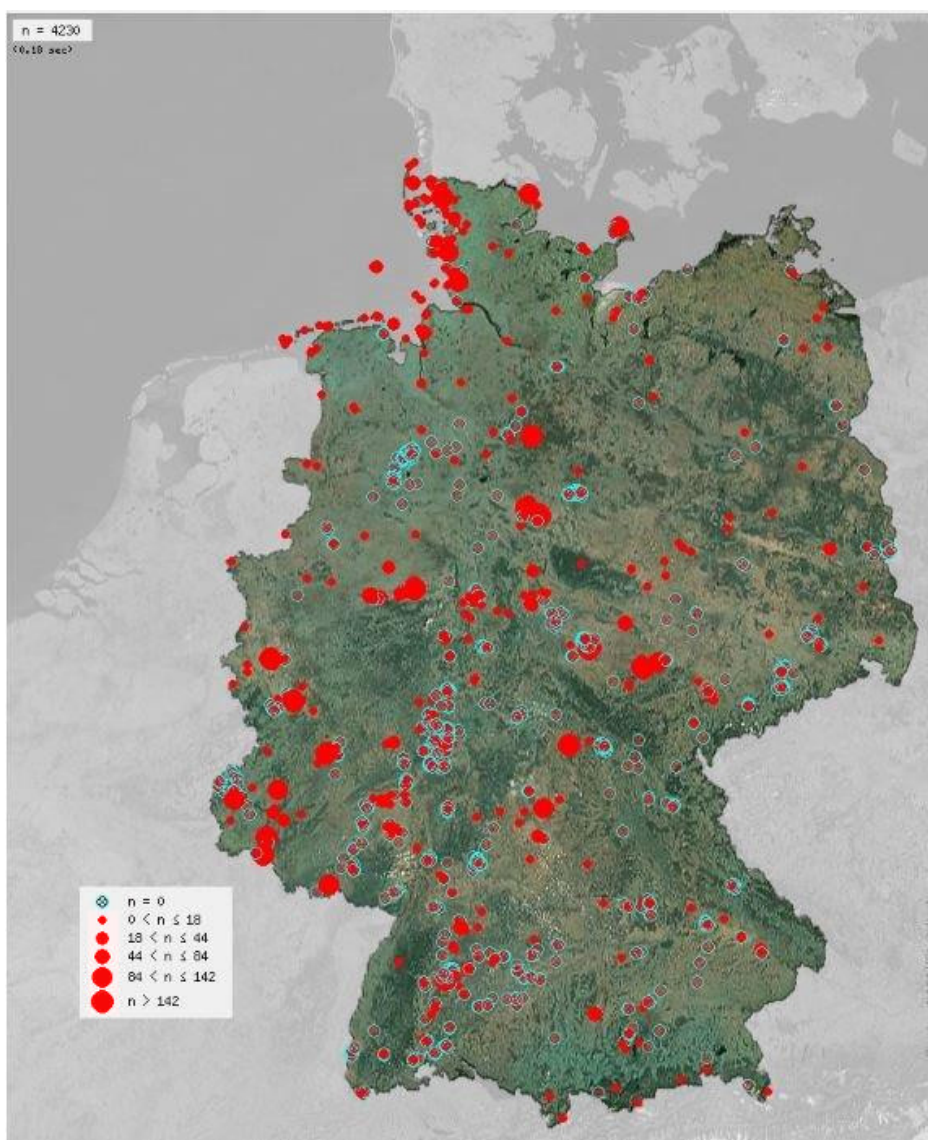 n = 4230
(0.18 sec)
n = 0
0 < n ≤ 18
18 < n ≤ 44
44 < n ≤ 84
84 < n ≤ 142
n > 142